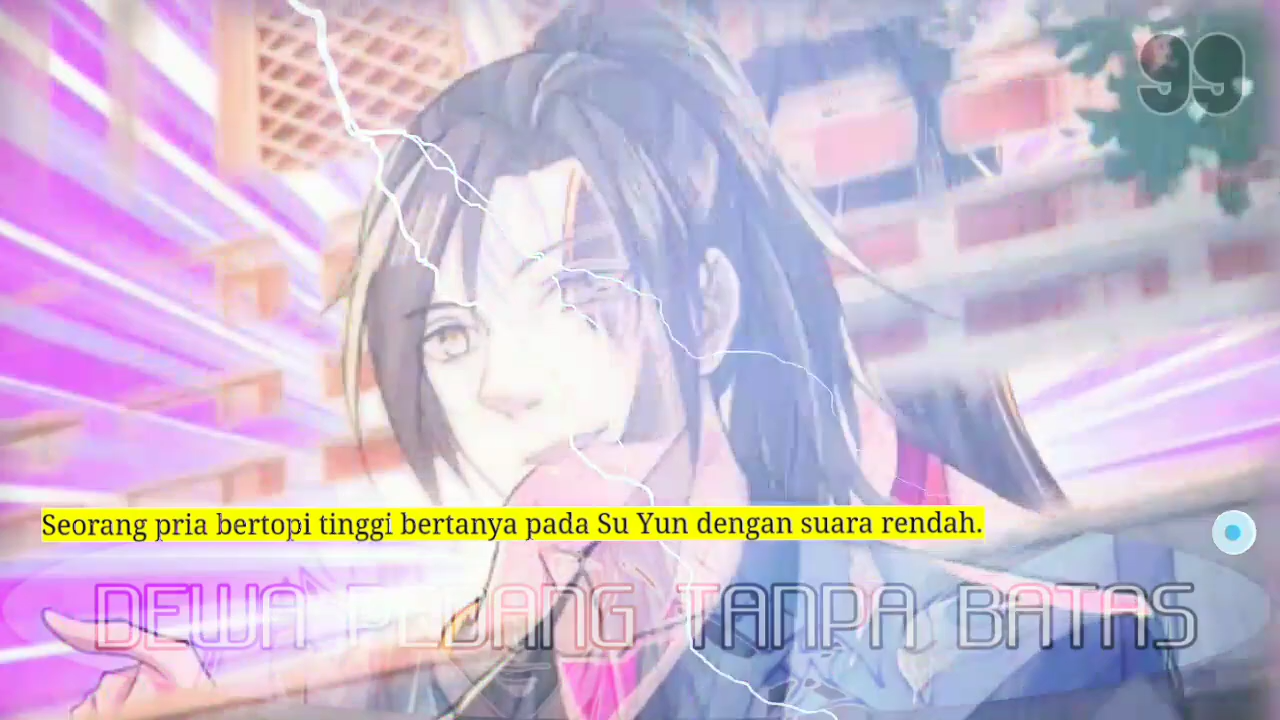 99
Seorang pria bertopi tinggi bertanya pada Su Yun dengan suara rendah.
DEWA PEDANG TANPA BATAS